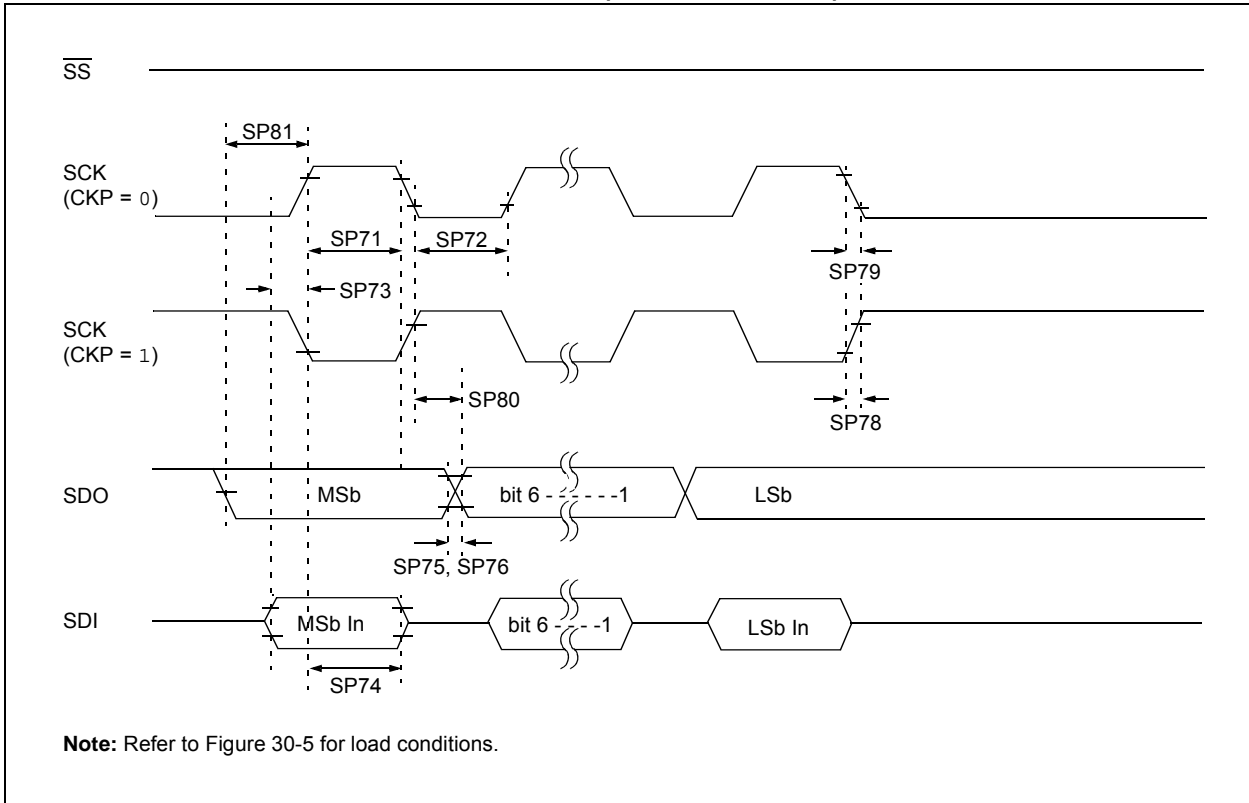 SS
SP81
SCK
(CKP = 0)
SP71
SP72
SP79
SP73
SCK
(CKP = 1)
SP80
SP78
SDO
MSb
bit 6 - - - - - -1
LSb
SP75, SP76
SDI
MSb In
bit 6 - - - -1
LSb In
SP74
Note: Refer to Figure 30-5 for load conditions.